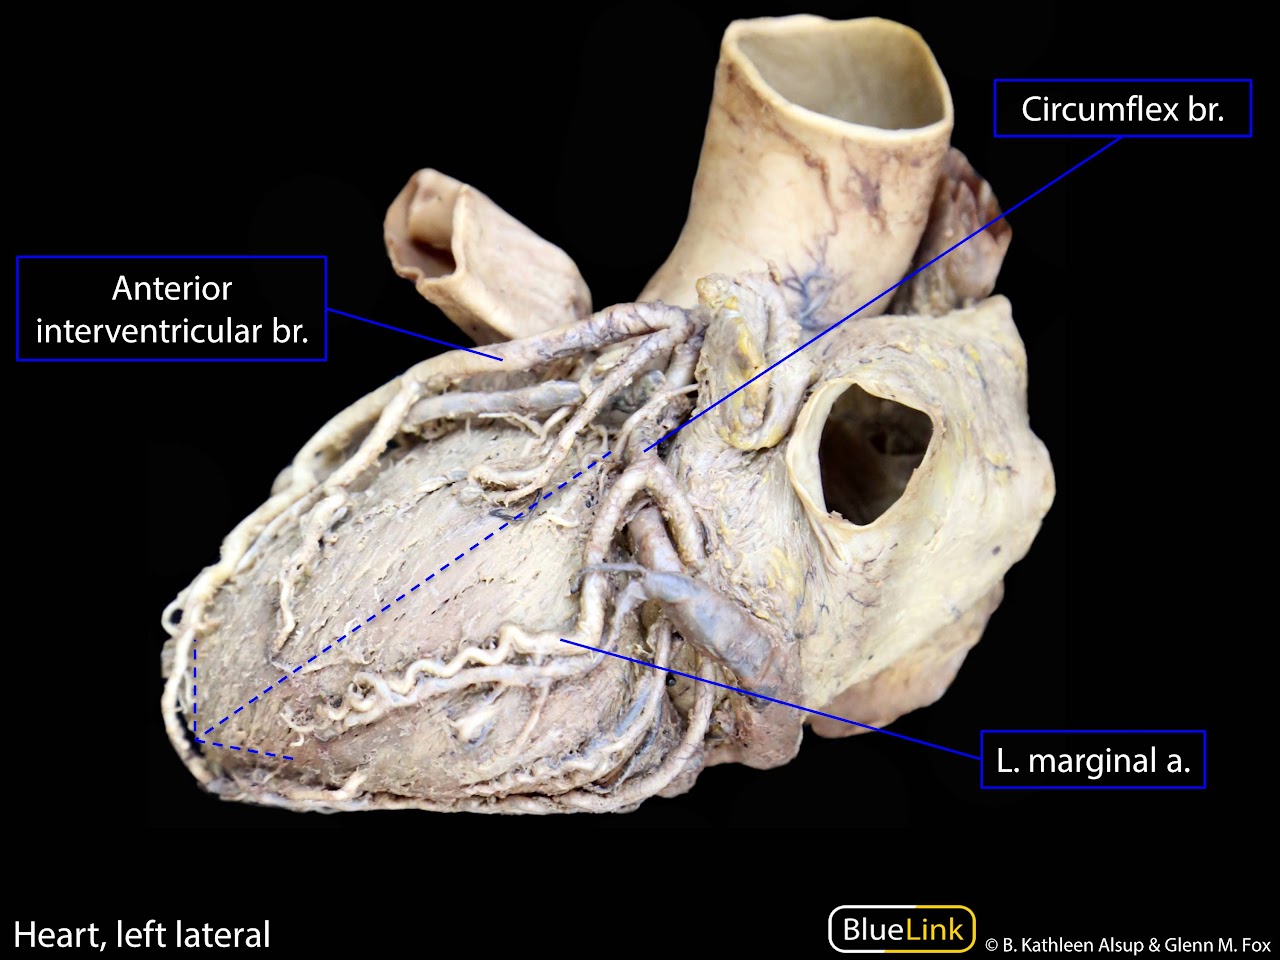 Circumflex br.
Anterior
interventricular br.
L. marginal a.
Heart, left lateral
BlueLink
© B. Kathleen Alsup & Glenn M. Fox